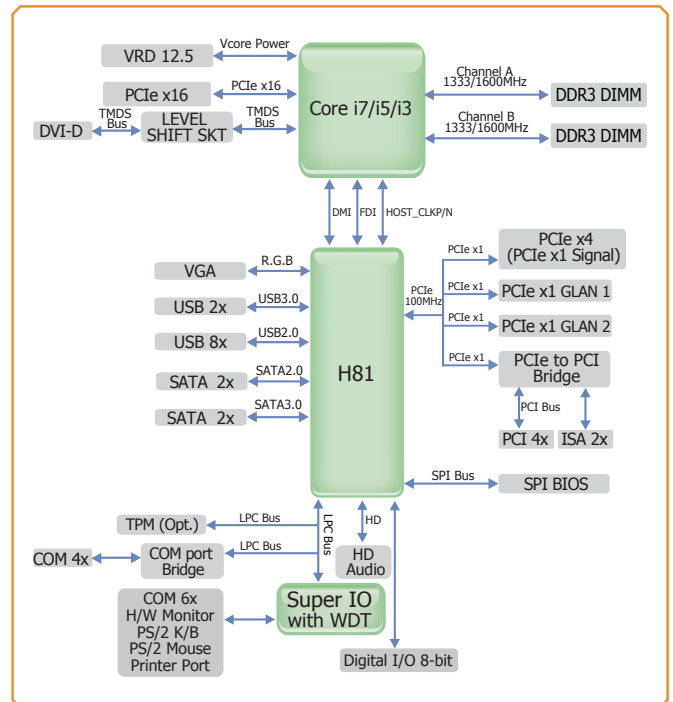 VRD 12.5
Vcore Power
PCIe x16
PCIe x16
DVI-D
TMDS
Bus
LEVEL
SHIFT SKT
TMDS
Bus
Core i7/i5/i3
Channel A
1333/1600MHz
DDR3 DIMM
Channel B
1333/1600MHz
DDR3 DIMM
DMI
FDI
HOST_CLKP/N
VGA
R.G.B
USB 2x
USB3.0
USB 8x
USB2.0
SATA 2x
SATA2.0
SATA 2x
SATA3.0
H81
PCIe
100MHz
PCIe x1
PCIe x4
(PCIe x1 Signal)
PCIe x1
PCIe x1 GLAN 1
PCIe x1
PCIe x1 GLAN 2
PCIe x1
PCIe to PCI
Bridge
PCI Bus
PCI 4x
ISA 2x
SPI Bus
SPI BIOS
TPM (Opt.)
LPC Bus
LPC Bus
HD
COM 4x
COM port
Bridge
LPC Bus
HD
Audio
COM 6x
H/W Monitor
PS/2 K/B
PS/2 Mouse
Printer Port
Super IO
with WDT
Digital I/O 8-bit